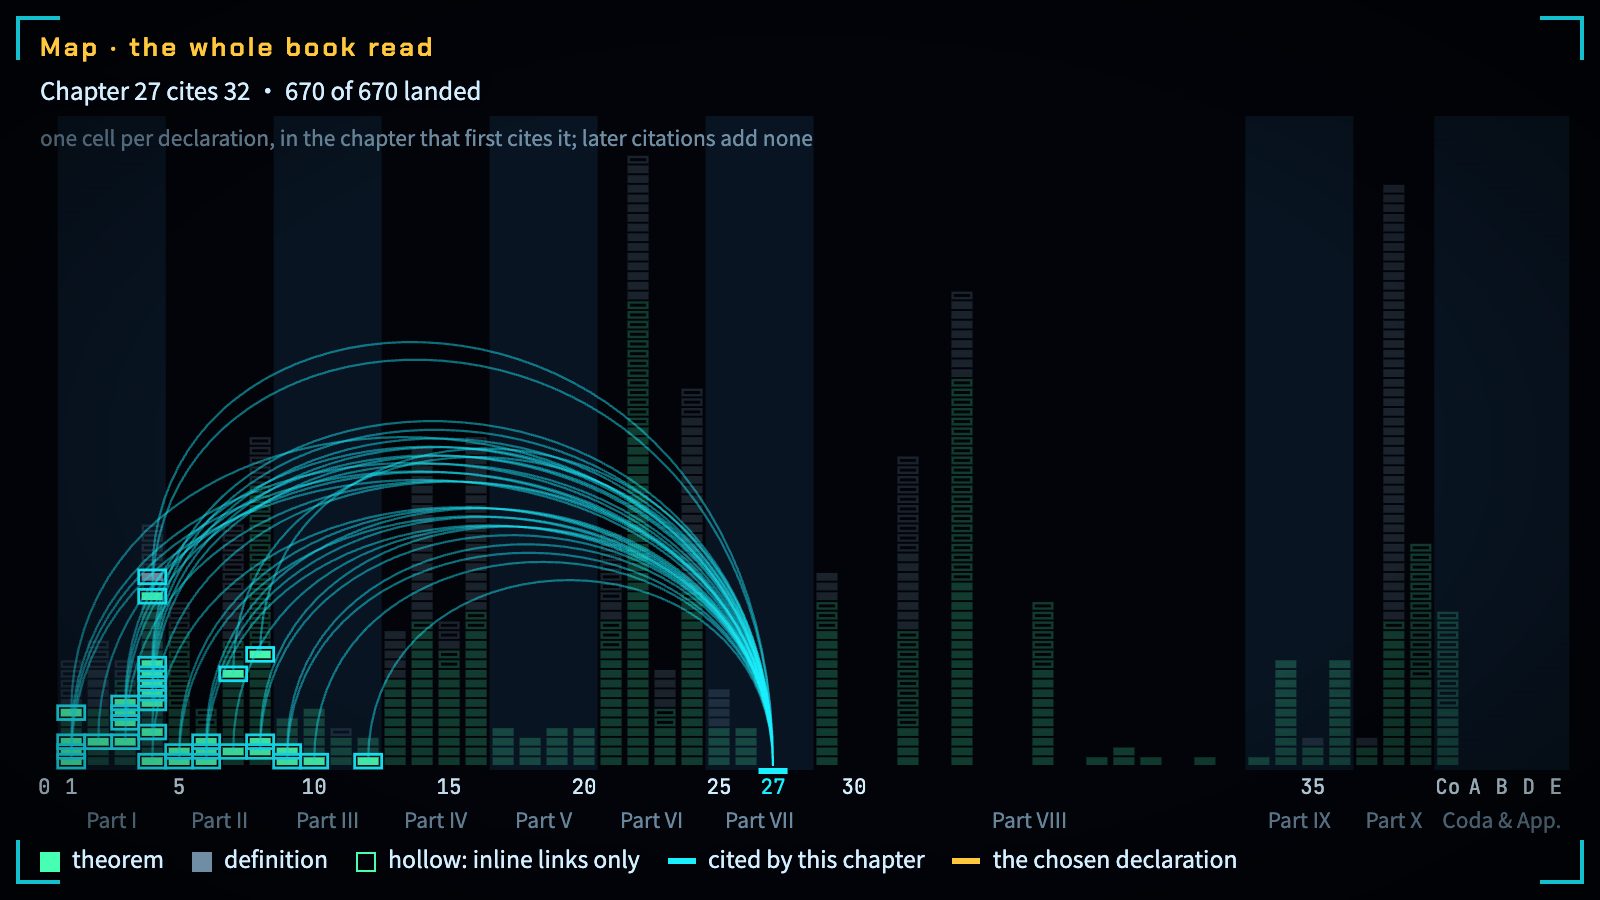 Map · the whole book read
Chapter 27 cites 32 • 670 of 670 landed
one cell per declaration, in the chapter that first cites it; later citations add none
0 1 5 10 15 20 25 27 30 35 Co A B D E
Part I Part II Part III Part IV Part V Part VI Part VII Part VIII Part IX Part X Coda & App.
theorem definition hollow: inline links only cited by this chapter the chosen declaration